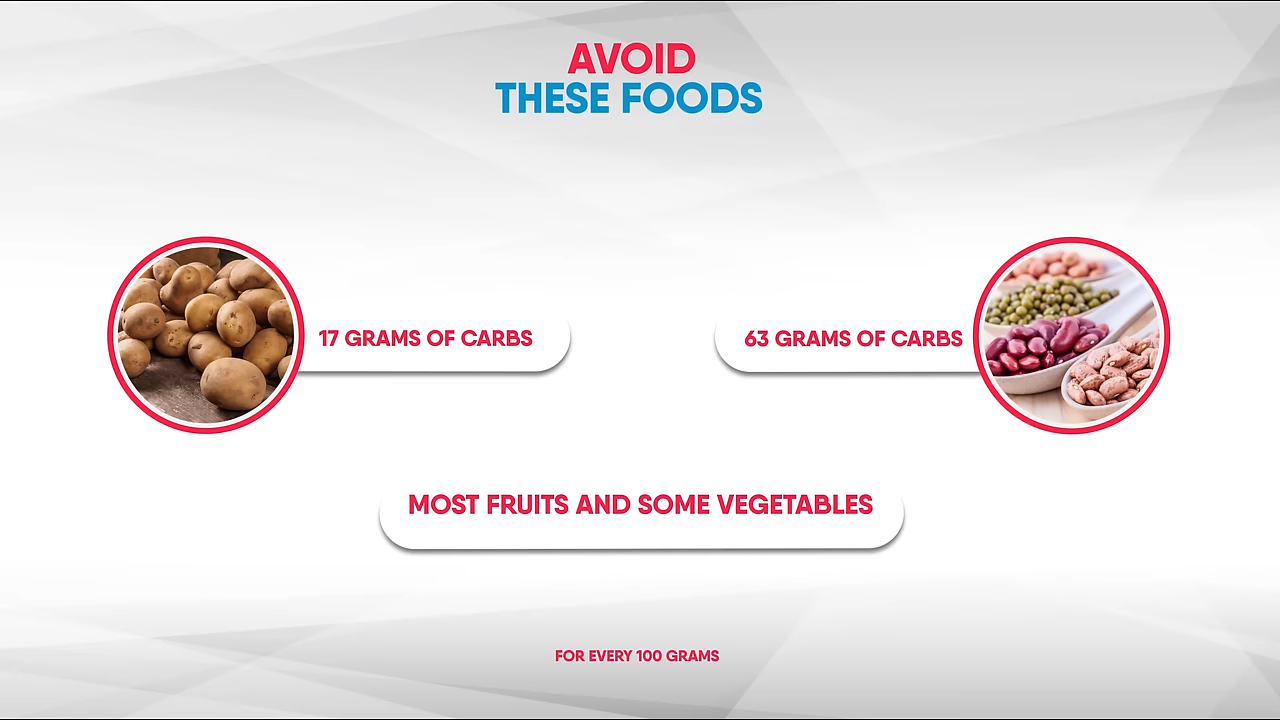 AVOID
THESE FOODS
17 GRAMS OF CARBS
63 GRAMS OF CARBS
MOST FRUITS AND SOME VEGETABLES
FOR EVERY 100 GRAMS